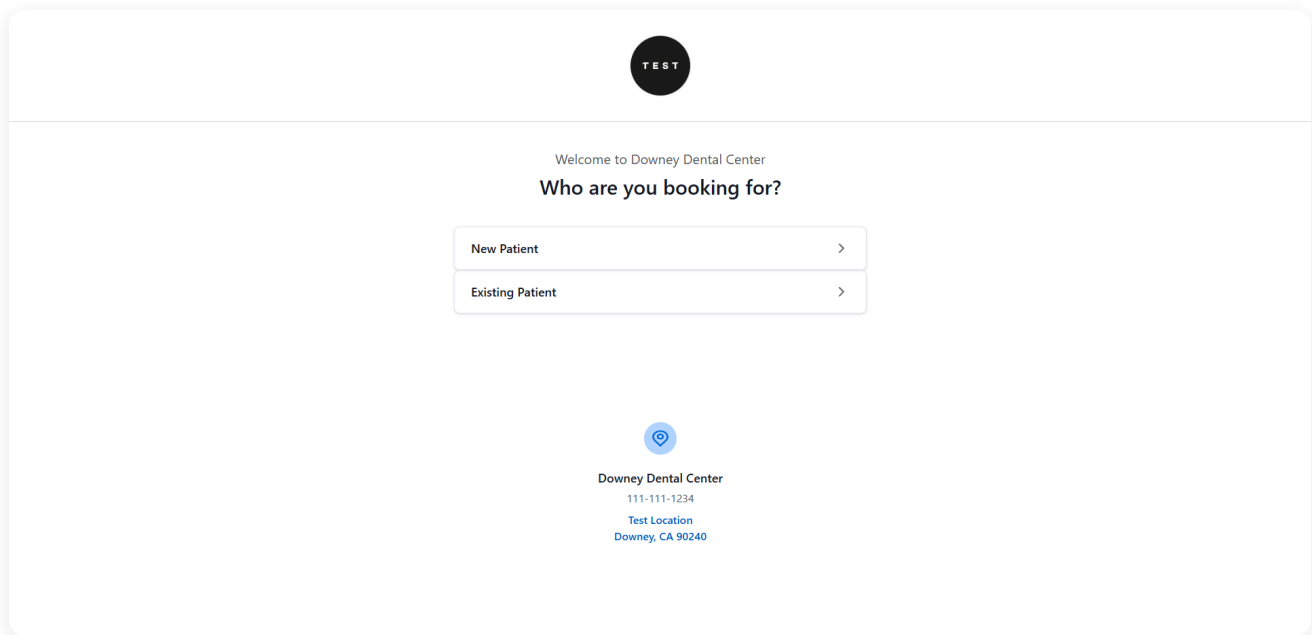 TEST
Welcome to Downey Dental Center
Who are you booking for?
New Patient
Existing Patient
Downey Dental Center
111-111-1234
Test Location
Downey, CA 90240